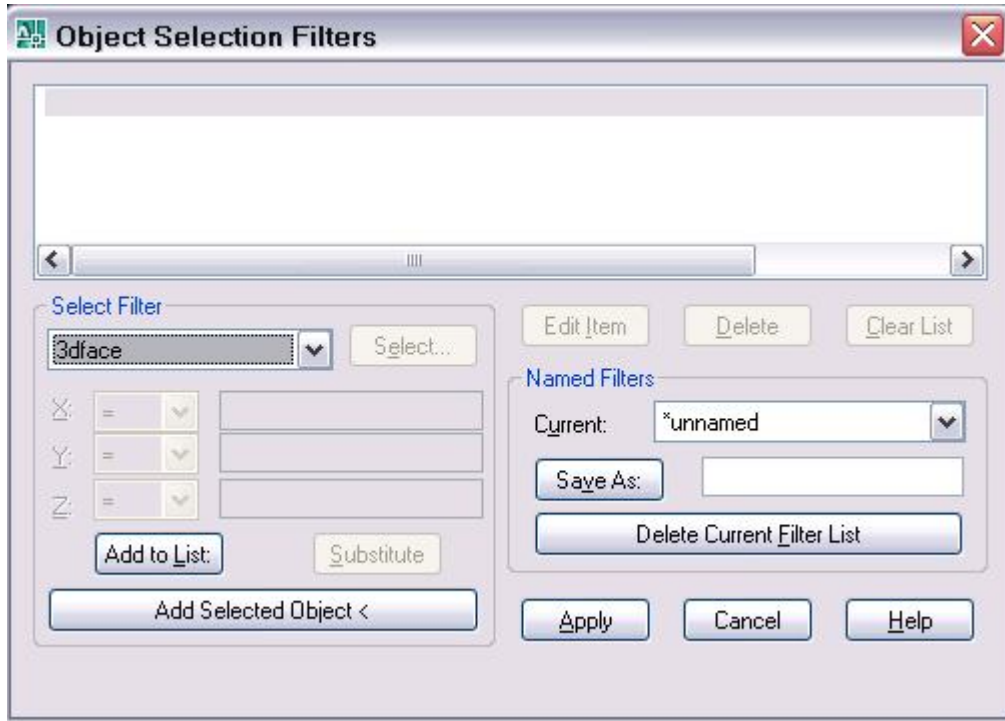 Object Selection Filters
Select Filter
3dface
Select...
X: =
Y: =
Z: =
Add to List:
Substitute
Add Selected Object <
Edit Item
Delete
Clear List
Named Filters
Current: *unnamed
Save As:
Delete Current Filter List
Apply
Cancel
Help